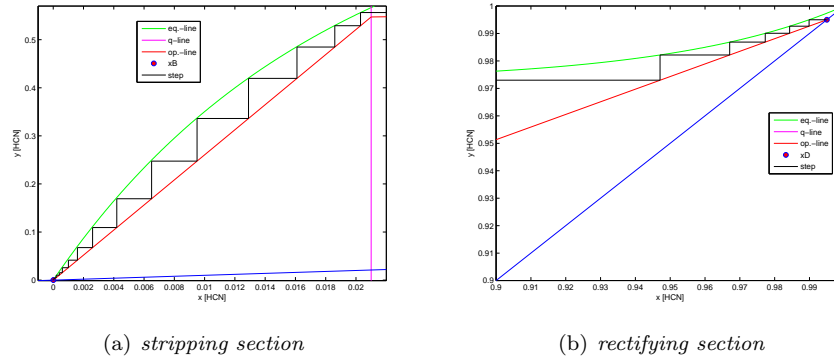 0.5
0.4
0.3
0.2
0.1
0
y [HCN]
0 0.002 0.004 0.006 0.008 0.01 0.012 0.014 0.016 0.018 0.02
x [HCN]
eq.-line
q-line
op.-line
xB
step
(a) stripping section
1
0.99
0.98
0.97
0.96
0.95
0.94
0.93
0.92
0.91
0.9
y [HCN]
0.9 0.91 0.92 0.93 0.94 0.95 0.96 0.97 0.98 0.99
x [HCN]
eq.-line
q-line
op.-line
xD
step
(b) rectifying section